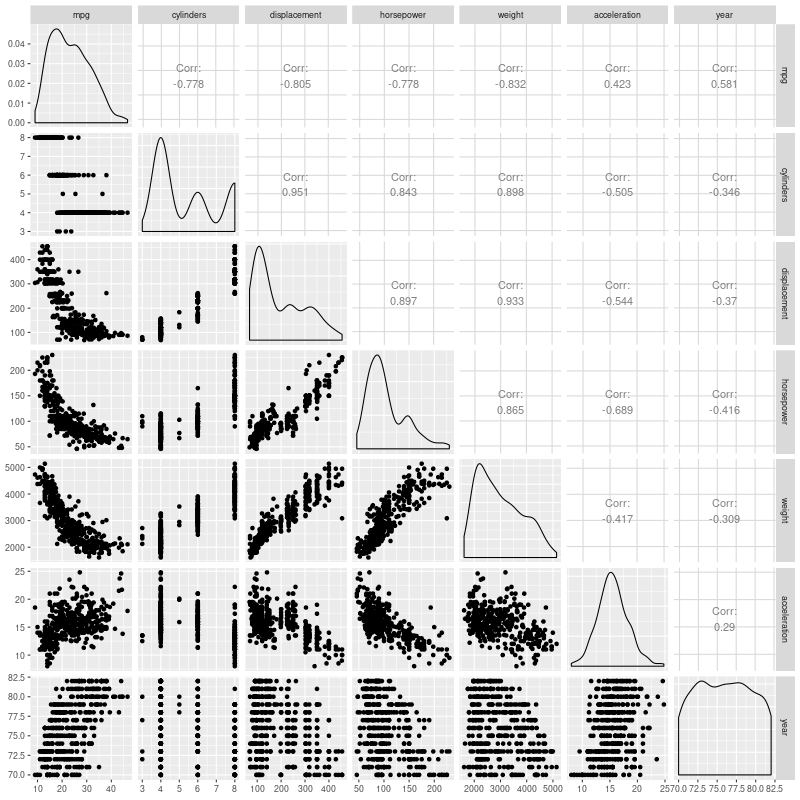 mpg cylinders displacement horsepower weight acceleration year
0.04
0.03
0.02
0.01
0.00
Corr: Corr: Corr: Corr: Corr: Corr:
-0.778 -0.805 -0.778 -0.832 0.423 0.581
mpg
8
7
6
5
4
3
Corr: Corr: Corr: Corr: Corr:
0.951 0.843 0.898 -0.505 -0.346
cylinders
400
300
200
100
Corr: Corr: Corr: Corr:
0.897 0.933 -0.544 -0.37
displacement
200
150
100
50
Corr: Corr: Corr:
0.865 -0.689 -0.416
horsepower
5000
4000
3000
2000
Corr: Corr:
-0.417 -0.309
weight
25
20
15
10
Corr:
0.29
acceleration
82.5
80.0
77.5
75.0
72.5
70.0
year
10 20 30 40 3 4 5 6 7 8 100 200 300 400 50 100 150 200 2000 3000 4000 5000 10 15 20 25 70.0 72.5 75.0 77.5 80.0 82.5